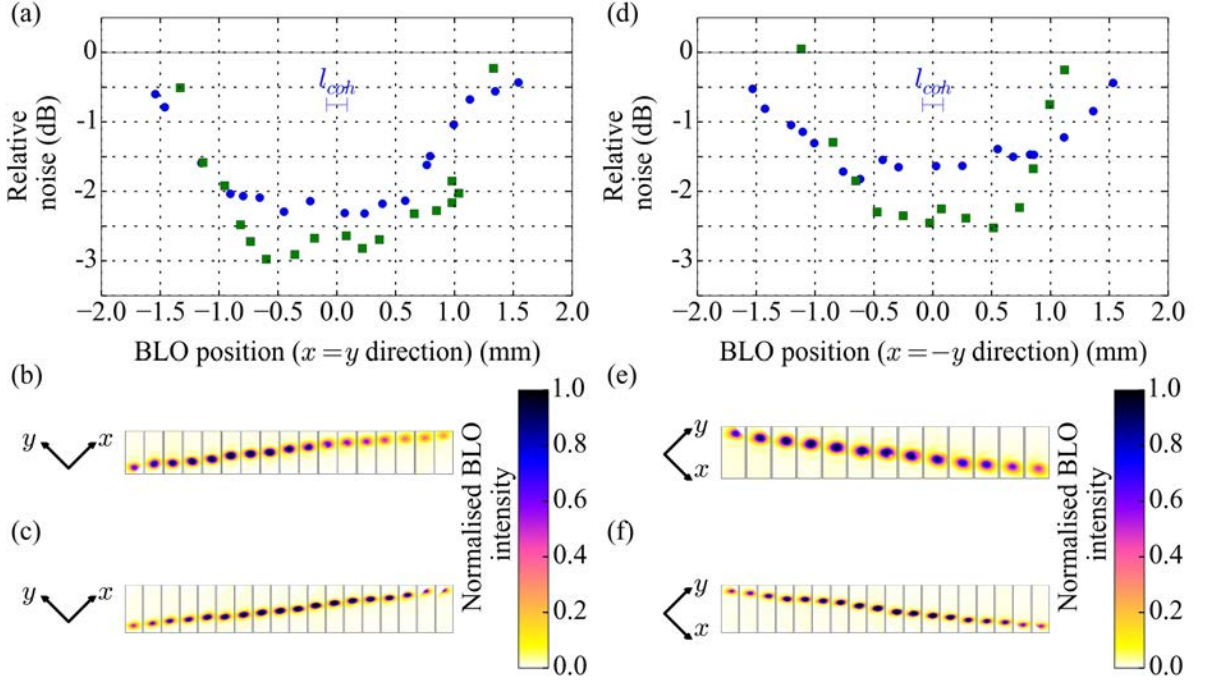 (a)
Relative
noise (dB)
0
-1
-2
-3
l_cph
−2.0 −1.5 −1.0 −0.5 0.0 0.5 1.0 1.5 2.0
BLO position (x = y direction) (mm)
(d)
Relative
noise (dB)
0
-1
-2
-3
l_cph
−2.0 −1.5 −1.0 −0.5 0.0 0.5 1.0 1.5 2.0
BLO position (x = −y direction) (mm)
(b)
y x
(c)
y x
Normalised BLO
intensity
1.0
0.8
0.6
0.4
0.2
0.0
(e)
y
x
(f)
y
x
Normalised BLO
intensity
1.0
0.8
0.6
0.4
0.2
0.0